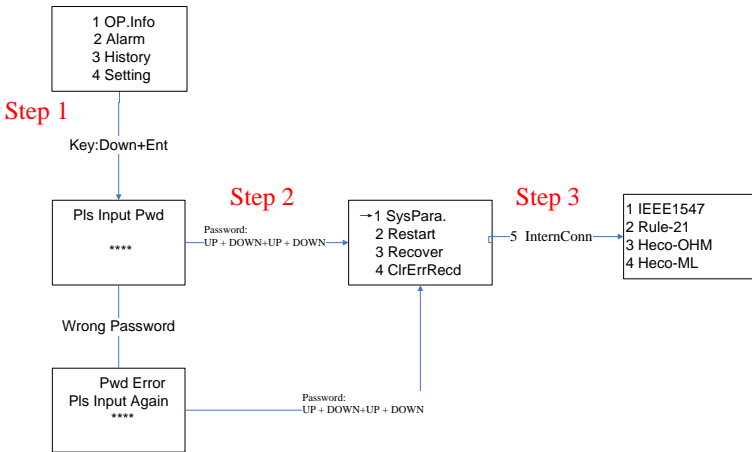 1 OP.Info
2 Alarm
3 History
4 Setting
Step 1
Key:Down+Ent
Pls Input Pwd
****
Step 2
Password:
UP + DOWN+UP + DOWN
→1 SysPara.
2 Restart
3 Recover
4 ClrErrRecd
Step 3
5 InternConn
1 IEEE1547
2 Rule-21
3 Heco-OHM
4 Heco-ML
Wrong Password
Pwd Error
Pls Input Again
****
Password:
UP + DOWN+UP + DOWN